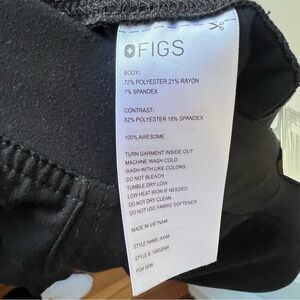 FIGS
BODY:
72% POLYESTER 21% RAYON
7% SPANDEX
CONTRAST:
82% POLYESTER 18% SPANDEX
100% AWESOME
TURN GARMENT INSIDE OUT
MACHINE WASH COLD
WASH WITH LIKE COLORS
DO NOT BLEACH
TUMBLE DRY LOW
LOW HEAT IRON IF NEEDED
DO NOT DRY CLEAN
DO NOT USE FABRIC SOFTENER
MADE IN VIETNAM
STYLE NAME:
STYLE #:
PO#